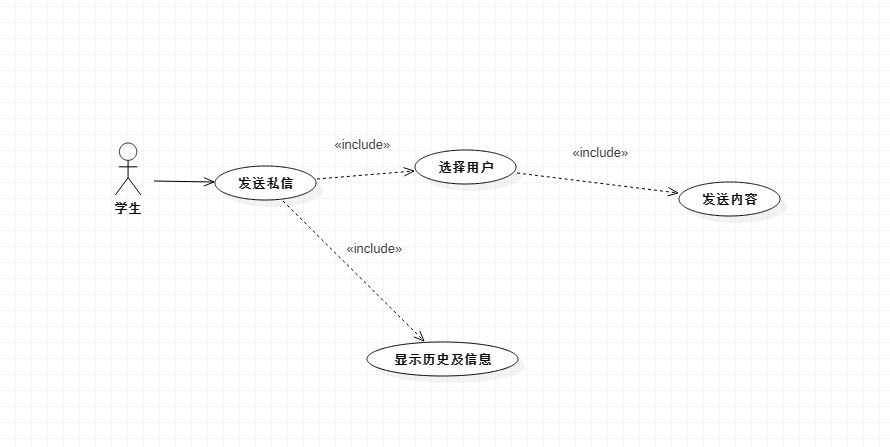 «include»
«include»
选择用户
发送私信
发送内容
学生
«include»
显示历史及信息